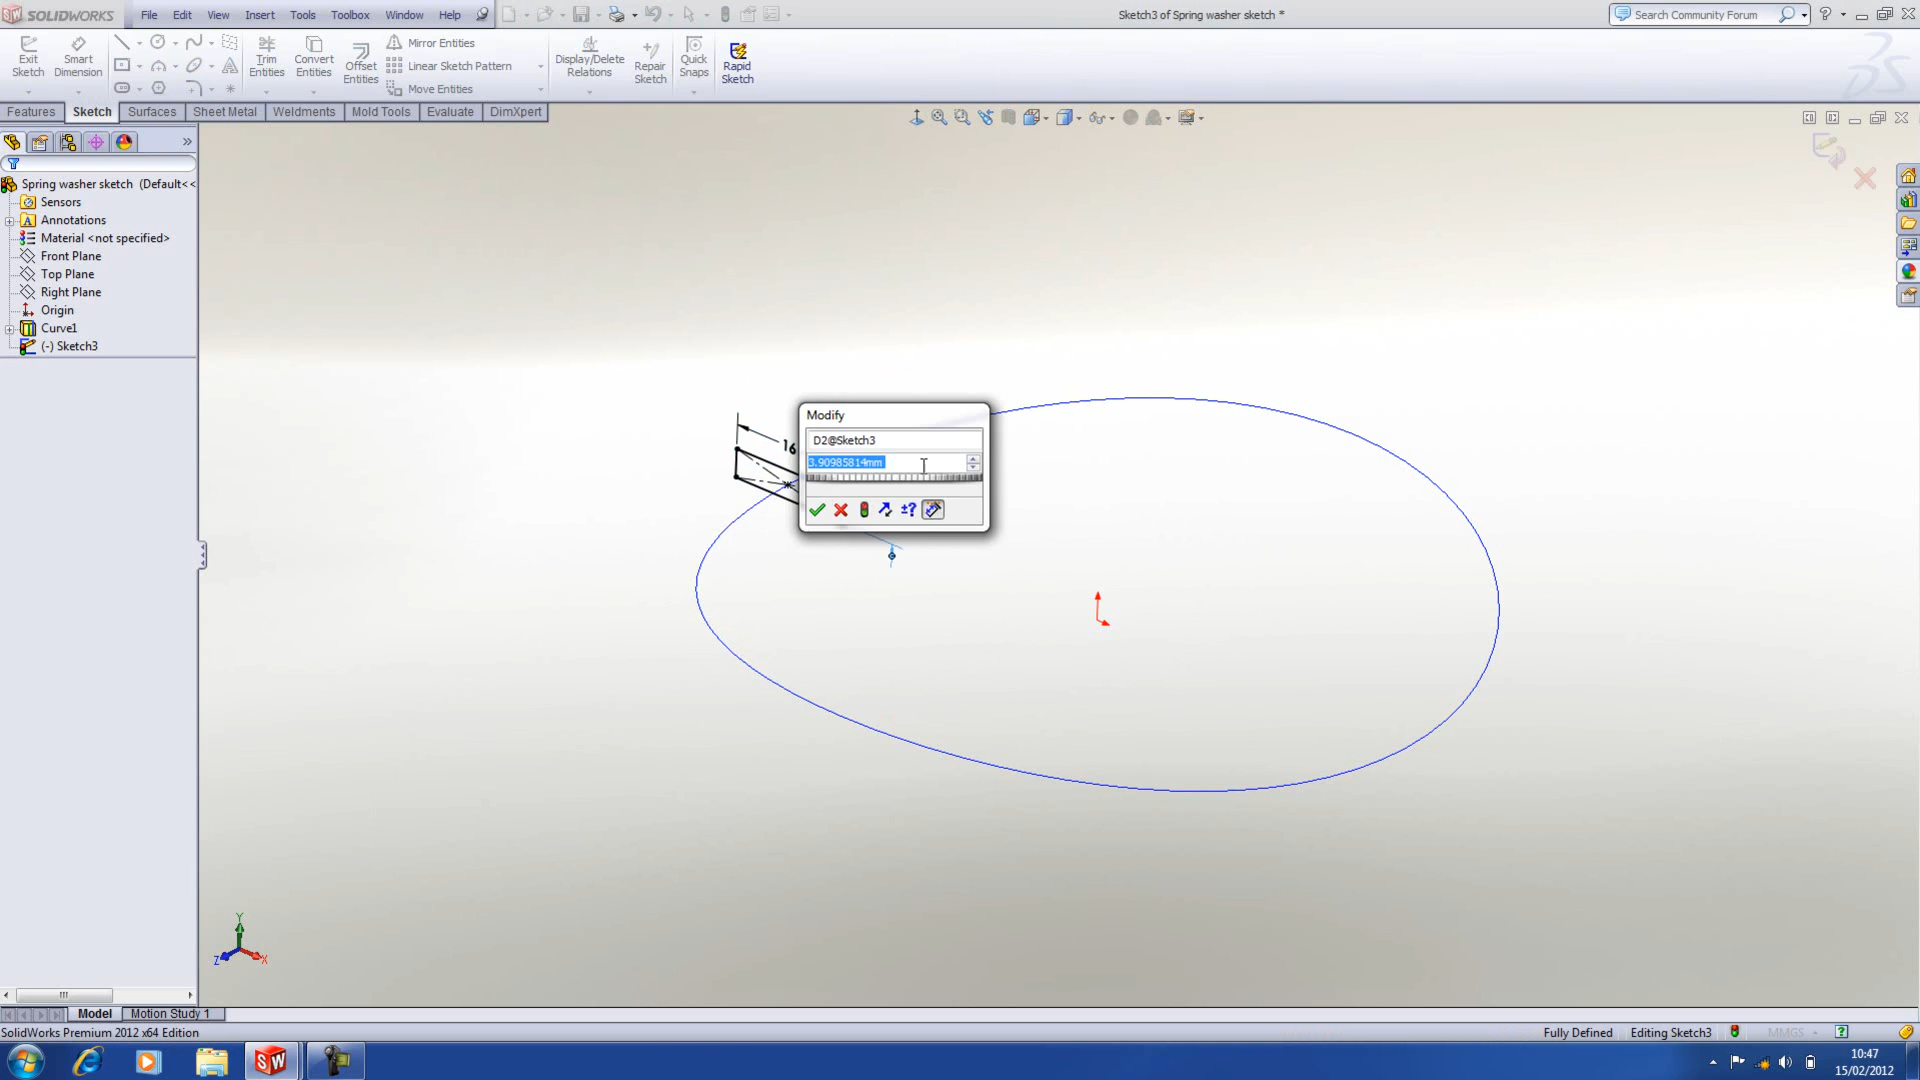 SOLIDWORKS File Edit View Insert Tools Toolbox Window Help
Sketch3 of Spring washer sketch *
Search Community Forum
Exit Sketch
Smart Dimension
Trim Entities
Convert Entities
Offset Entities
Mirror Entities
Linear Sketch Pattern
Move Entities
Display/Delete Relations
Repair Sketch
Quick Snaps
Rapid Sketch
Features Sketch Surfaces Sheet Metal Weldments Mold Tools Evaluate DimXpert
Spring washer sketch (Default<<
Sensors
Annotations
Material <not specified>
Front Plane
Top Plane
Right Plane
Origin
Curve1
(-) Sketch3
16
Modify
D2@Sketch3
3.90985814mm
±?
Y
Z
X
Model Motion Study 1
SolidWorks Premium 2012 x64 Edition
Fully Defined Editing Sketch3 MMGS
10:47
15/02/2012